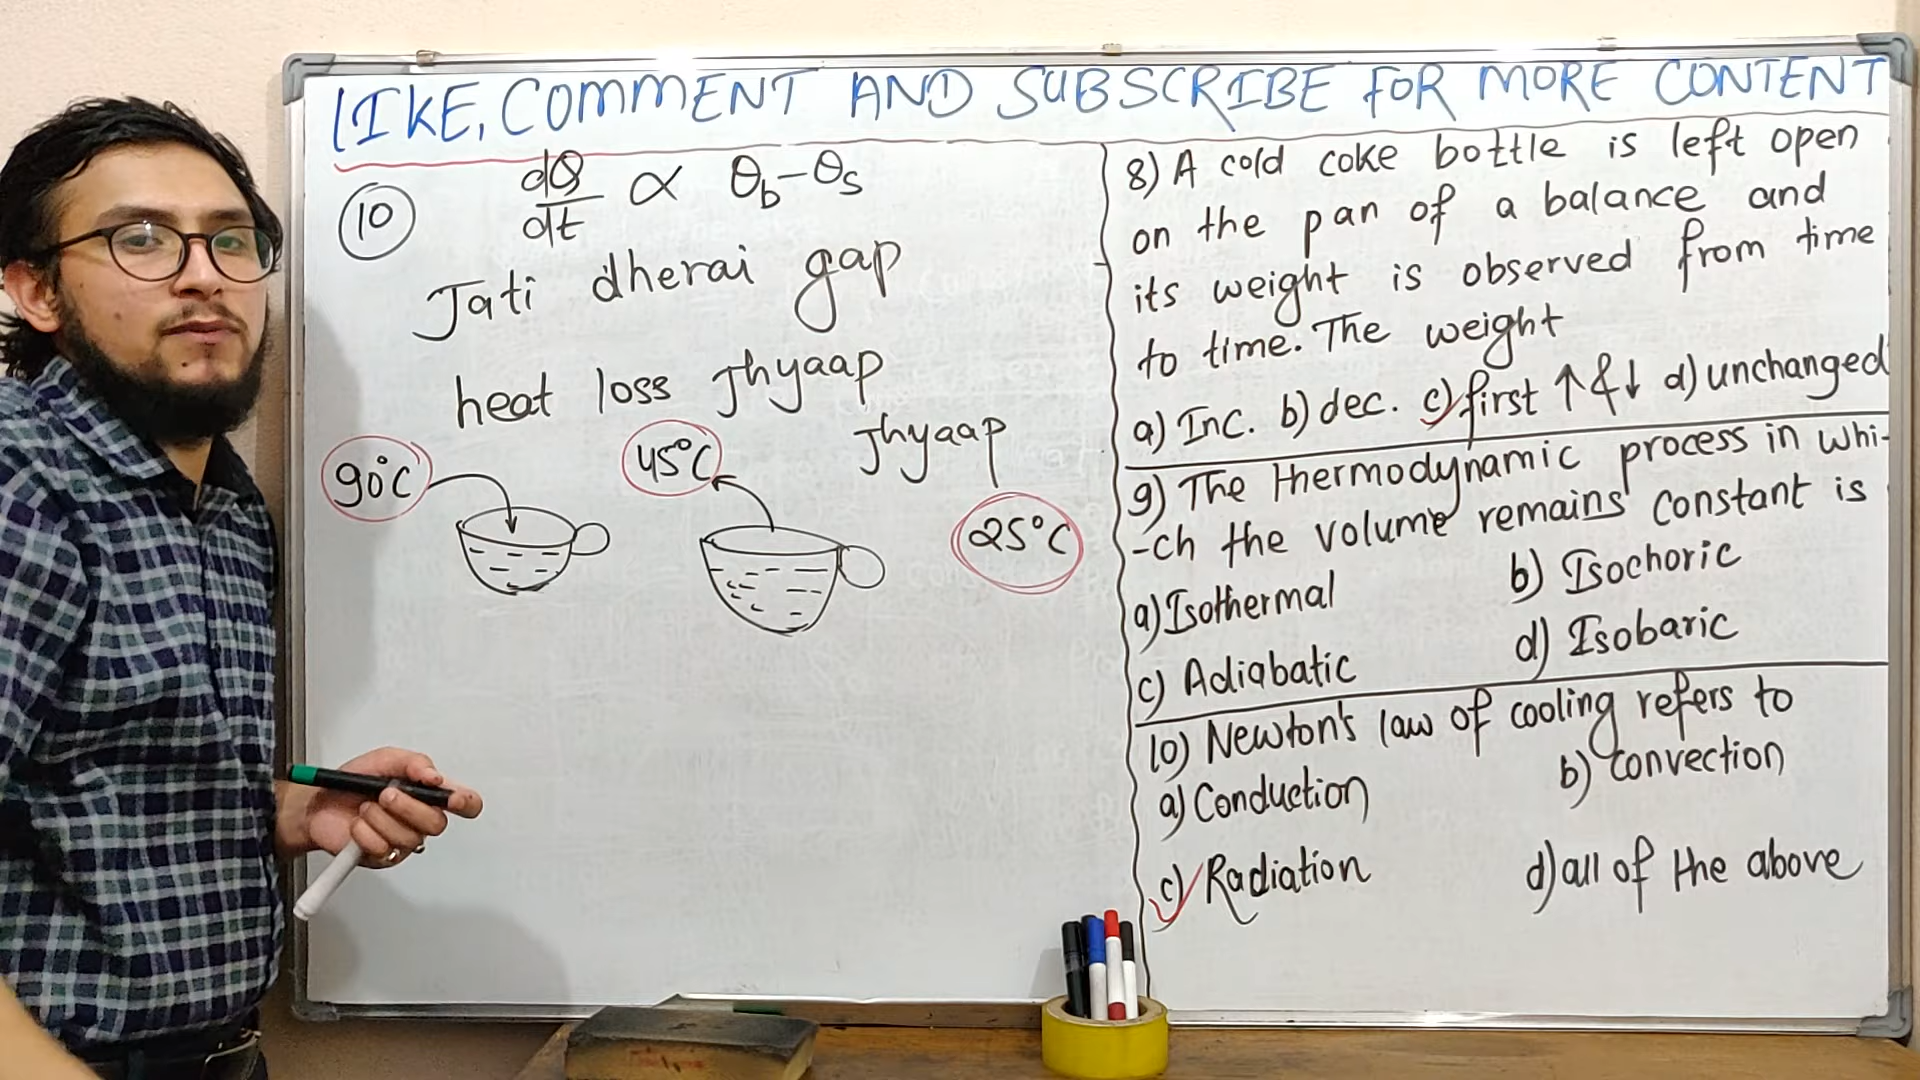 LIKE, COMMENT AND SUBSCRIBE FOR MORE CONTENT
10
dQ/dt ∝ θb-θs
Jati dherai gap
heat loss Jhyaap
Jhyaap
90°C
45°C
25°C
8) A cold coke bottle is left open
on the pan of a balance and
its weight is observed from time
to time. The weight
a) Inc. b) dec. c) first ↑ & ↓ d) unchanged
9) The thermodynamic process in whi-
-ch the volume remains constant is
a) Isothermal b) Isochoric
c) Adiabatic d) Isobaric
10) Newton's law of cooling refers to
a) Conduction b) Convection
c) Radiation d) all of the above